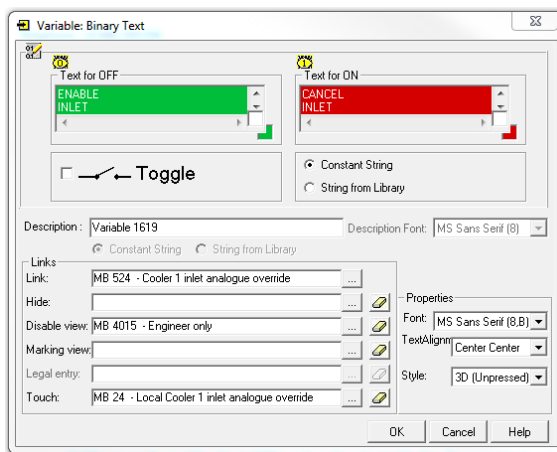 Variable: Binary Text
Text for OFF
ENABLE
INLET
Text for ON
CANCEL
INLET
Toggle
Constant String
String from Library
Description : Variable 1619 Description Font: MS Sans Serif (8)
Constant String String from Library
Links
Link: MB 524 - Cooler 1 inlet analogue override ...
Hide: ...
Disable view: MB 4015 - Engineer only ...
Marking view: ...
Legal entry: ...
Touch: MB 24 - Local Cooler 1 inlet analogue override ...
Properties
Font: MS Sans Serif (8,B)
TextAlignm Center Center
Style: 3D (Unpressed)
OK Cancel Help